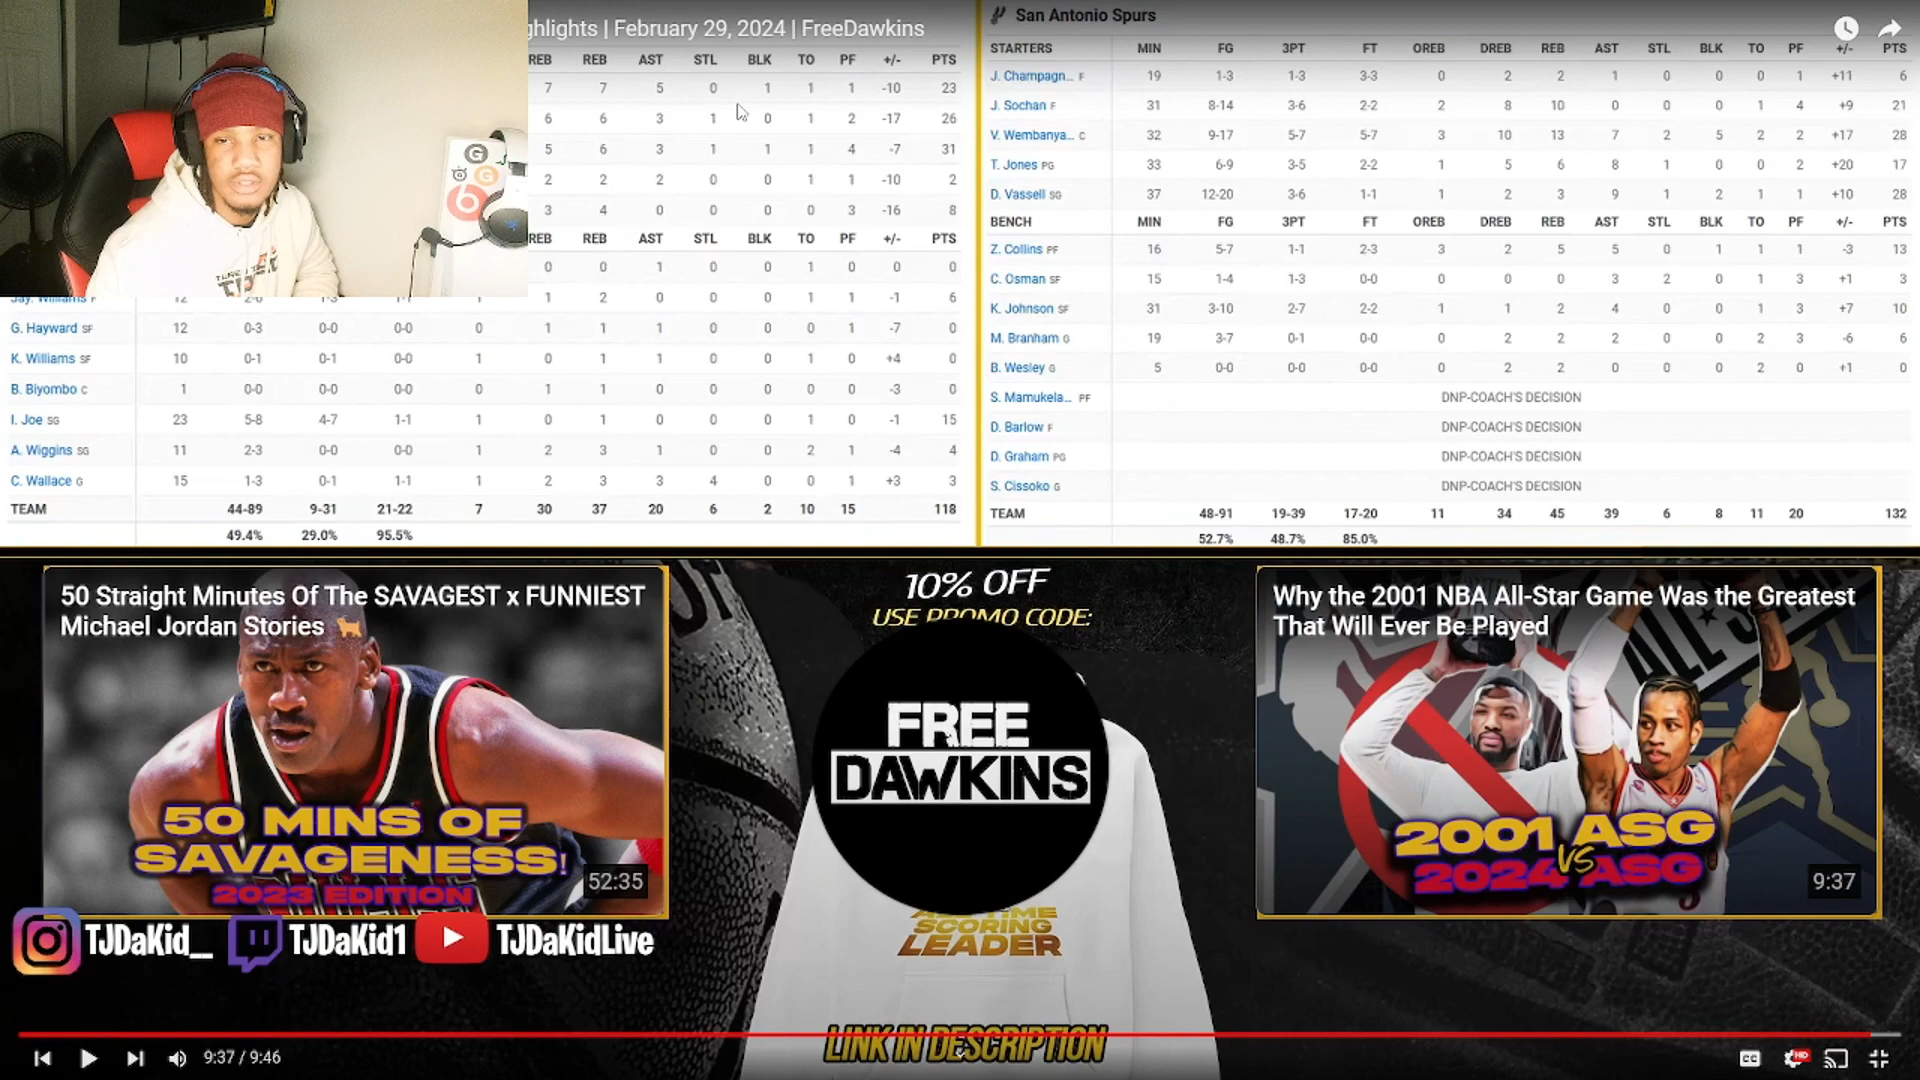 ghlights | February 29, 2024 | FreeDawkins
REB REB AST STL BLK TO PF +/- PTS
7 7 5 0 1 1 1 -10 23
6 6 3 1 0 1 2 -17 26
5 6 3 1 1 1 4 -7 31
2 2 2 0 0 1 1 -10 2
3 4 0 0 0 0 3 -16 8
REB REB AST STL BLK TO PF +/- PTS
0 0 1 0 0 1 0 0 0
Jay. Williams F 12 2-6 1-3 1-1 1 1 2 0 0 0 1 1 -1 6
G. Hayward SF 12 0-3 0-0 0-0 0 1 1 1 0 0 0 1 -7 0
K. Williams SF 10 0-1 0-1 0-0 1 0 1 1 0 0 1 0 +4 0
B. Biyombo C 1 0-0 0-0 0-0 0 1 1 0 0 0 0 0 -3 0
I. Joe SG 23 5-8 4-7 1-1 1 0 1 0 0 0 1 0 -1 15
A. Wiggins SG 11 2-3 0-0 0-0 1 2 3 1 0 0 2 1 -4 4
C. Wallace G 15 1-3 0-1 1-1 1 2 3 3 4 0 0 1 +3 3
TEAM 44-89 9-31 21-22 7 30 37 20 6 2 10 15 118
49.4% 29.0% 95.5%
San Antonio Spurs
STARTERS MIN FG 3PT FT OREB DREB REB AST STL BLK TO PF +/- PTS
J. Champagn... F 19 1-3 1-3 3-3 0 2 2 1 0 0 0 1 +11 6
J. Sochan F 31 8-14 3-6 2-2 2 8 10 0 0 0 1 4 +9 21
V. Wembanya... C 32 9-17 5-7 5-7 3 10 13 7 2 5 2 2 +17 28
T. Jones PG 33 6-9 3-5 2-2 1 5 6 8 1 0 0 2 +20 17
D. Vassell SG 37 12-20 3-6 1-1 1 2 3 9 1 2 1 1 +10 28
BENCH MIN FG 3PT FT OREB DREB REB AST STL BLK TO PF +/- PTS
Z. Collins PF 16 5-7 1-1 2-3 3 2 5 5 0 1 1 1 -3 13
C. Osman SF 15 1-4 1-3 0-0 0 0 0 3 2 0 1 3 +1 3
K. Johnson SF 31 3-10 2-7 2-2 1 1 2 4 0 0 1 3 +7 10
M. Branham G 19 3-7 0-1 0-0 0 2 2 2 0 0 2 3 -6 6
B. Wesley G 5 0-0 0-0 0-0 0 2 2 0 0 0 2 0 +1 0
S. Mamukela... PF DNP-COACH'S DECISION
D. Barlow F DNP-COACH'S DECISION
D. Graham PG DNP-COACH'S DECISION
S. Cissoko G DNP-COACH'S DECISION
TEAM 48-91 19-39 17-20 11 34 45 39 6 8 11 20 132
52.7% 48.7% 85.0%
50 Straight Minutes Of The SAVAGEST x FUNNIEST
Michael Jordan Stories
50 MINS OF
SAVAGENESS!
2023 EDITION
52:35
10% OFF
USE PROMO CODE:
FREE
DAWKINS
SCORING
LEADER
LINK IN DESCRIPTION
Why the 2001 NBA All-Star Game Was the Greatest
That Will Ever Be Played
ALL-STAR
2001 ASG
VS
2024 ASG
9:37
TJDaKid__ TJDaKid1 TJDaKidLive
9:37 / 9:46
CC
HD